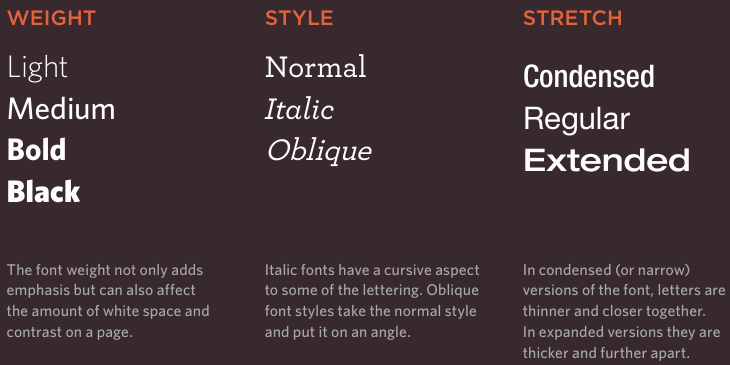 WEIGHT
Light
Medium
Bold
Black
The font weight not only adds
emphasis but can also affect
the amount of white space and
contrast on a page.
STYLE
Normal
Italic
Oblique
Italic fonts have a cursive aspect
to some of the lettering. Oblique
font styles take the normal style
and put it on an angle.
STRETCH
Condensed
Regular
Extended
In condensed (or narrow)
versions of the font, letters are
thinner and closer together.
In expanded versions they are
thicker and further apart.